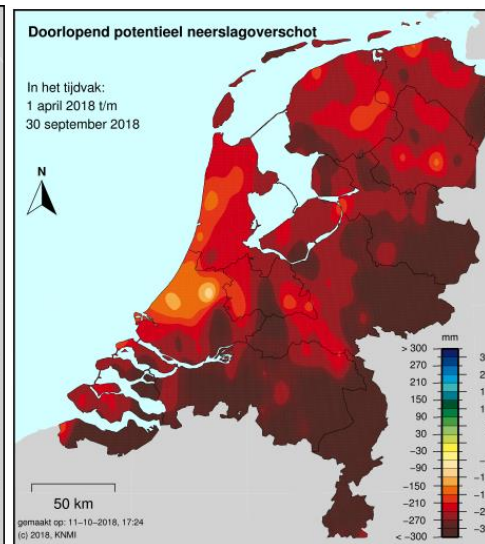 Doorlopend potentieel neerslagoverschot
In het tijdvak:
1 april 2018 t/m
30 september 2018
N
mm
> 300
270
210
150
90
30
-30
-90
-150
-210
-270
< -300
50 km
gemaakt op: 11-10-2018, 17:24
(c) 2018, KNMI